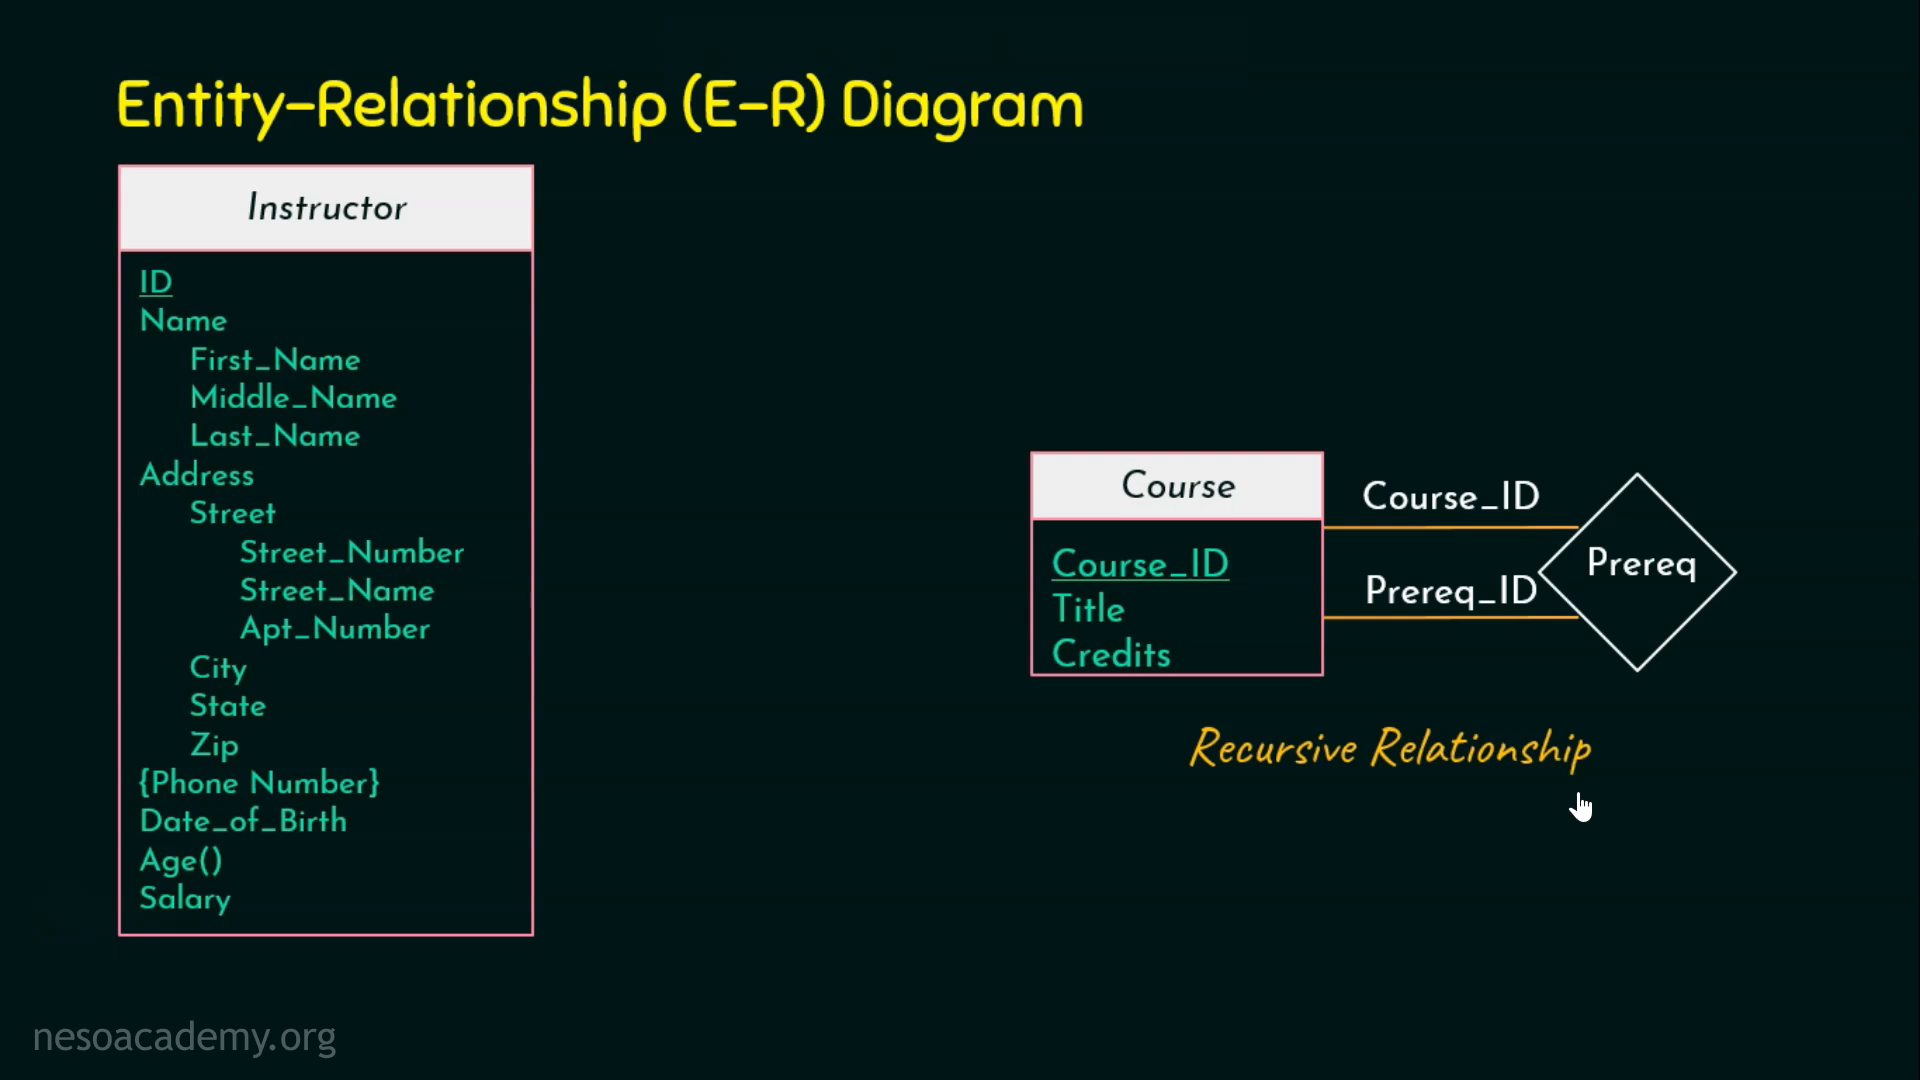 Entity-Relationship (E-R) Diagram
Instructor
ID
Name
First_Name
Middle_Name
Last_Name
Address
Street
Street_Number
Street_Name
Apt_Number
City
State
Zip
{Phone Number}
Date_of_Birth
Age()
Salary
Course
Course_ID
Title
Credits
Course_ID
Prereq_ID
Prereq
Recursive Relationship
nesoacademy.org